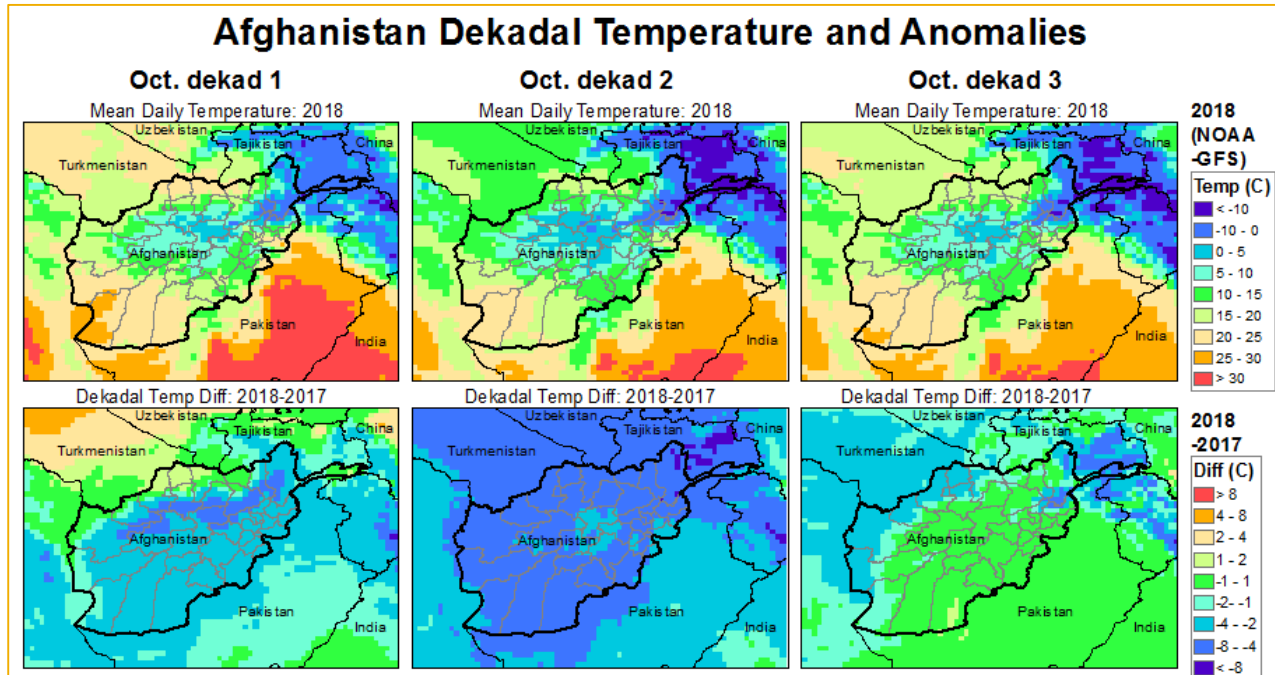 Afghanistan Dekadal Temperature and Anomalies
Oct. dekad 1
Oct. dekad 2
Oct. dekad 3
Mean Daily Temperature: 2018
Mean Daily Temperature: 2018
Mean Daily Temperature: 2018
Uzbekistan
Tajikistan
China
Turkmenistan
Afghanistan
Pakistan
India
Uzbekistan
Tajikistan
China
Turkmenistan
Afghanistan
Pakistan
India
Uzbekistan
Tajikistan
China
Turkmenistan
Afghanistan
Pakistan
India
2018
(NOAA
-GFS)
Temp (C)
< -10
-10 - 0
0 - 5
5 - 10
10 - 15
15 - 20
20 - 25
25 - 30
> 30
Dekadal Temp Diff: 2018-2017
Dekadal Temp Diff: 2018-2017
Dekadal Temp Diff: 2018-2017
Uzbekistan
Tajikistan
China
Turkmenistan
Afghanistan
Pakistan
India
Uzbekistan
Tajikistan
China
Turkmenistan
Afghanistan
Pakistan
India
Uzbekistan
Tajikistan
China
Turkmenistan
Afghanistan
Pakistan
India
2018
-2017
Diff (C)
> 8
4 - 8
2 - 4
1 - 2
-1 - 1
-2 - -1
-4 - -2
-8 - -4
< -8